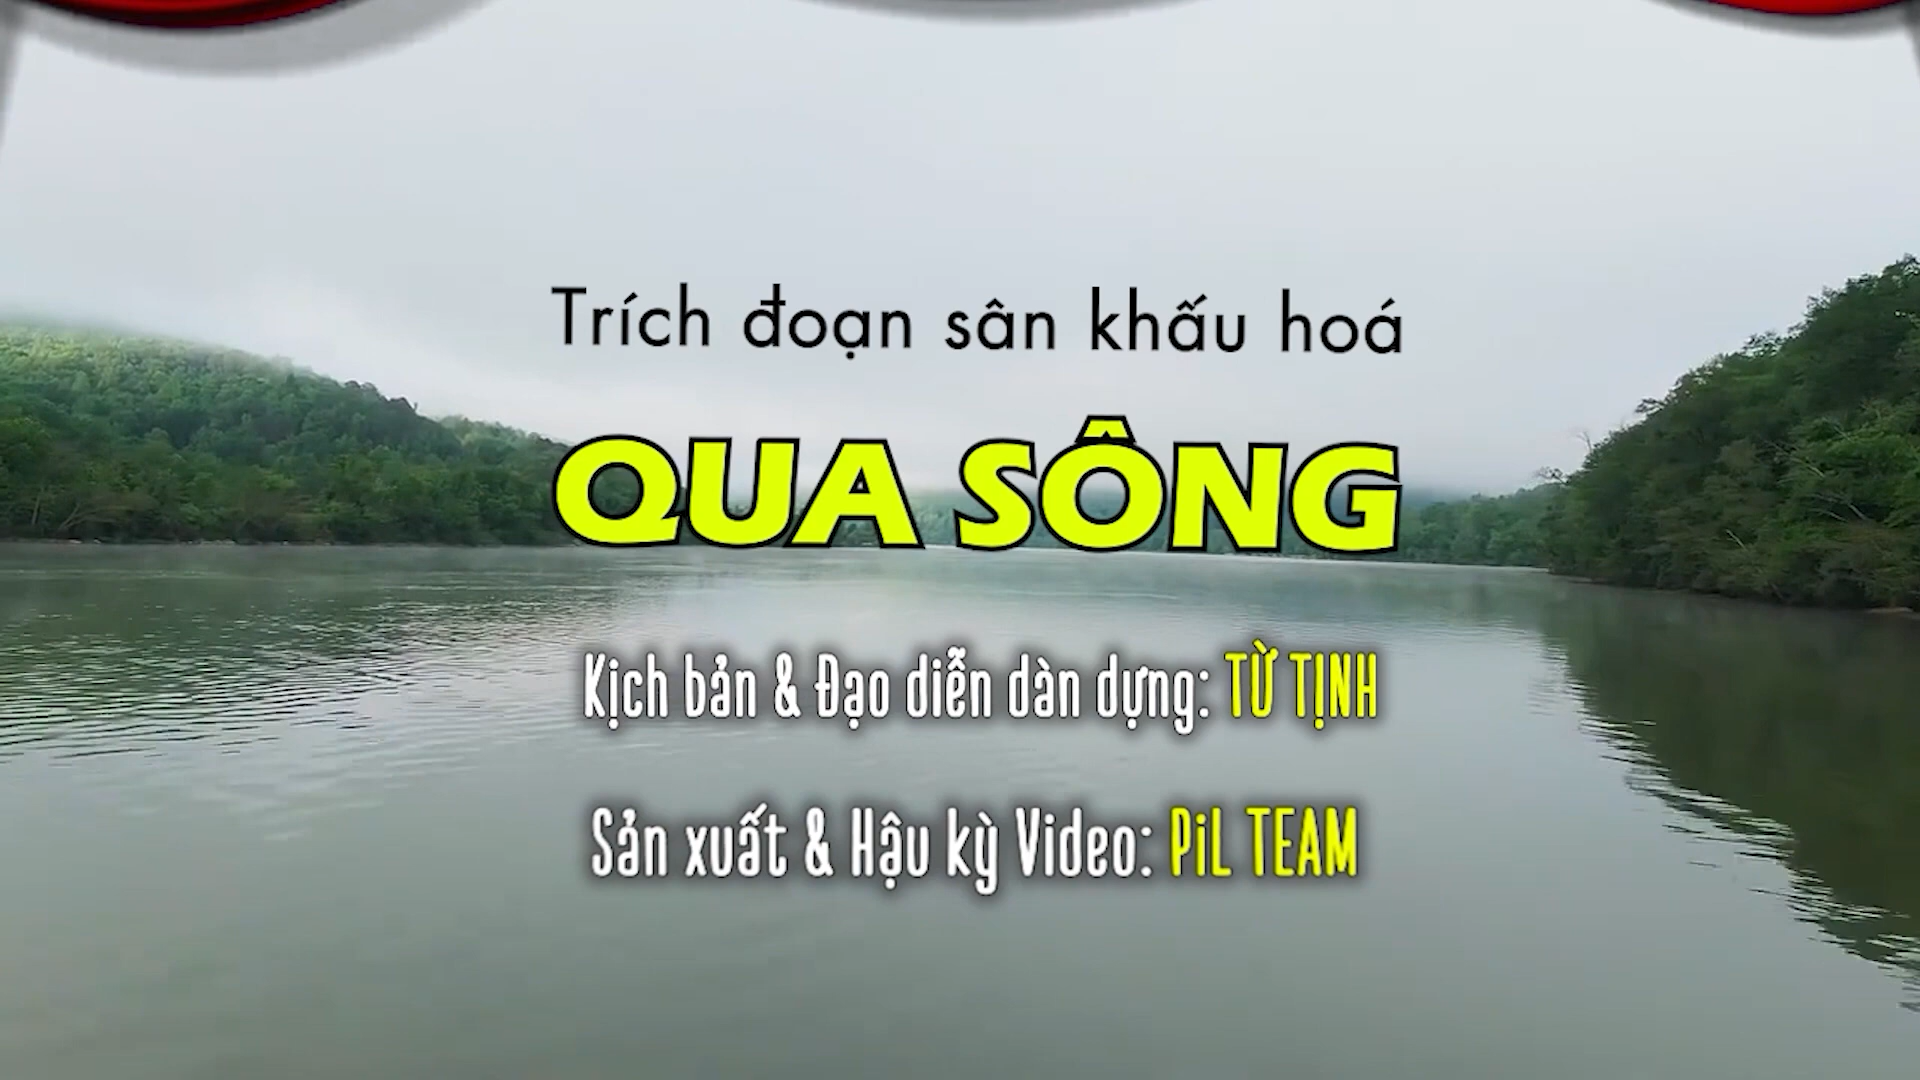 Trích đoạn sân khấu hoá
QUA SÔNG
Kịch bản & Đạo diễn dàn dựng: TỪ TỊNH
Sản xuất & Hậu kỳ Video: PiL TEAM